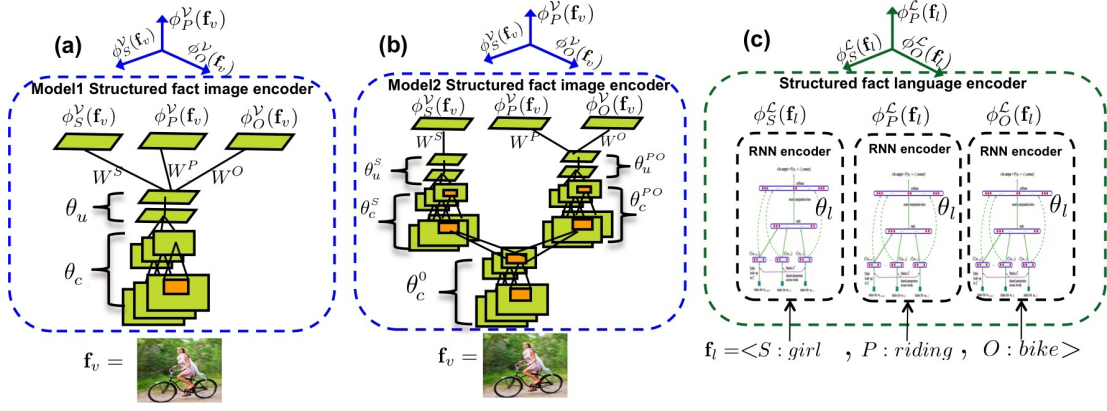 (a)
φ_P^𝒱(f_v)
φ_S^𝒱(f_v)
φ_O^𝒱(f_v)
Model1 Structured fact image encoder
φ_S^𝒱(f_v) φ_P^𝒱(f_v) φ_O^𝒱(f_v)
W^S W^P W^O
θ_u
θ_c
f_v =
(b)
φ_P^𝒱(f_v)
φ_S^𝒱(f_v)
φ_O^𝒱(f_v)
Model2 Structured fact image encoder
φ_S^𝒱(f_v) φ_P^𝒱(f_v) φ_O^𝒱(f_v)
W^S W^P W^O
θ_u^S θ_u^{PO}
θ_c^S θ_c^{PO}
θ_c^0
f_v =
(c)
φ_P^ℒ(f_l)
φ_S^ℒ(f_l)
φ_O^ℒ(f_l)
Structured fact language encoder
φ_S^ℒ(f_l) φ_P^ℒ(f_l) φ_O^ℒ(f_l)
RNN encoder RNN encoder RNN encoder
θ_l θ_l θ_l
f_l =<S : girl , P : riding , O : bike>